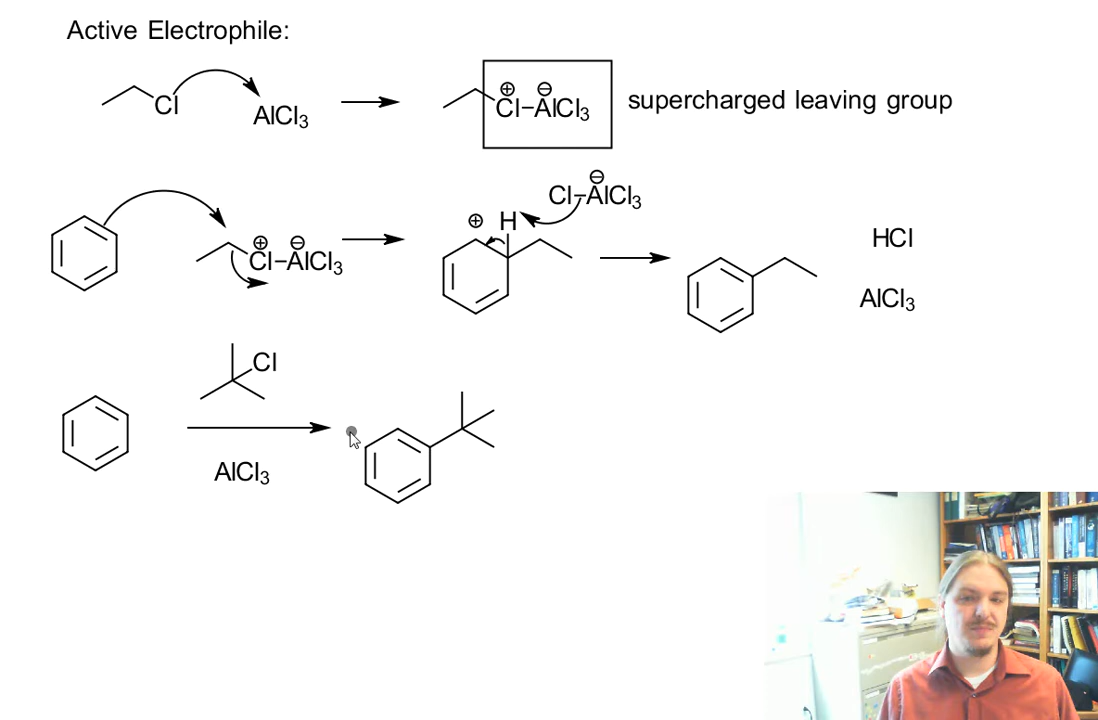 Active Electrophile:
Cl
AlCl₃
⊕ ⊖
Cl–AlCl₃
supercharged leaving group
⊕ ⊖
Cl–AlCl₃
⊕ H
⊖
Cl–AlCl₃
HCl
AlCl₃
Cl
AlCl₃